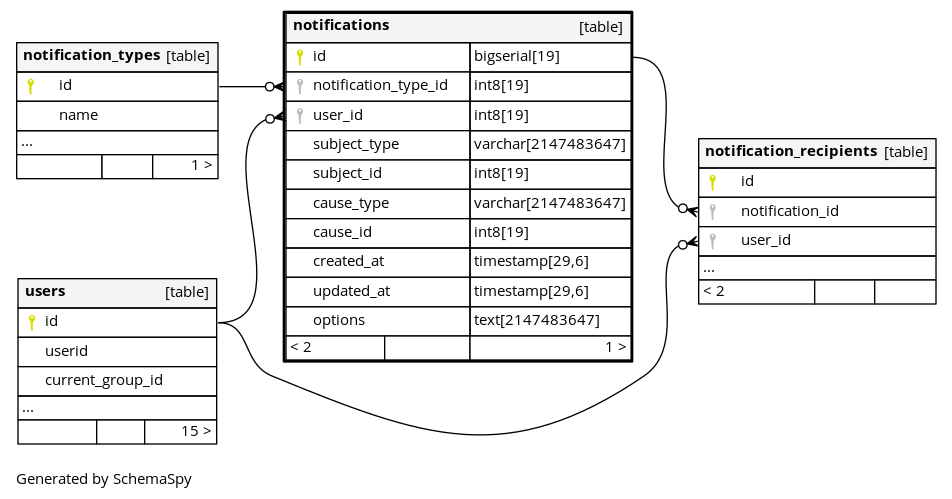 notification_types [table]
id
name
...
1 >
notifications [table]
id bigserial[19]
notification_type_id int8[19]
user_id int8[19]
subject_type varchar[2147483647]
subject_id int8[19]
cause_type varchar[2147483647]
cause_id int8[19]
created_at timestamp[29,6]
updated_at timestamp[29,6]
options text[2147483647]
< 2 1 >
notification_recipients [table]
id
notification_id
user_id
...
< 2
users [table]
id
userid
current_group_id
...
15 >
Generated by SchemaSpy